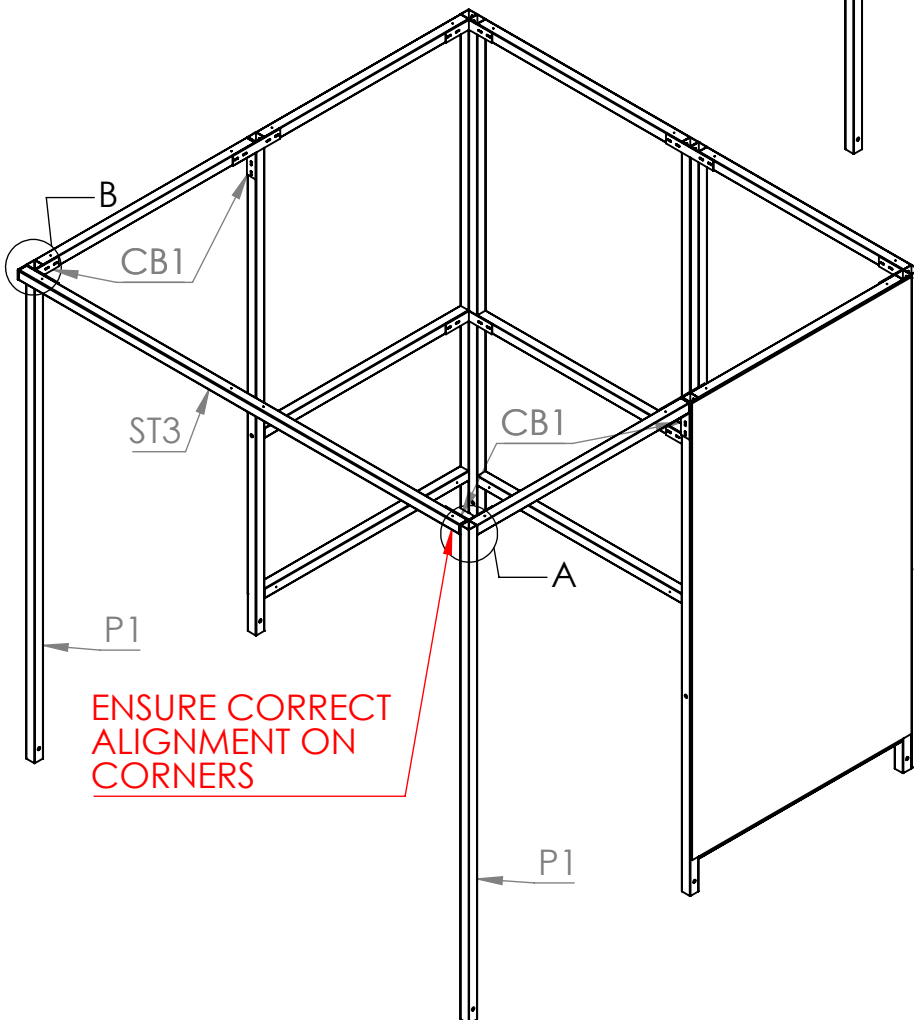 B
CB1
ST3
CB1
A
P1
ENSURE CORRECT
ALIGNMENT ON
CORNERS
P1